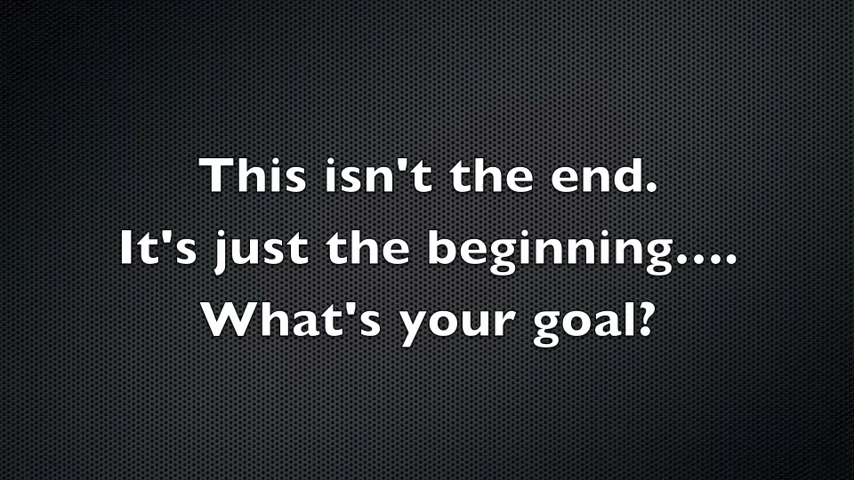 This isn't the end.
It's just the beginning....
What's your goal?